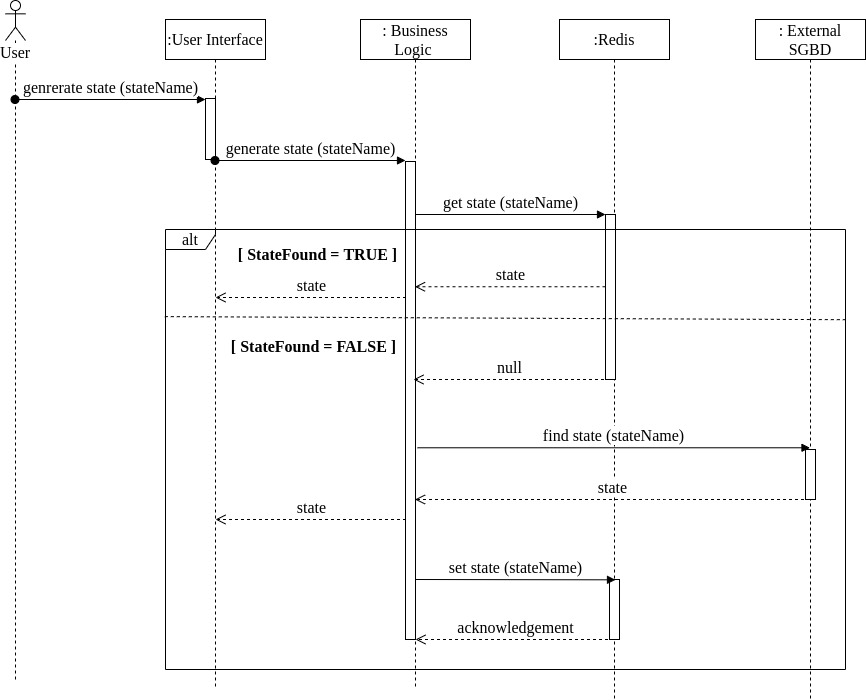 User
:User Interface
: Business
Logic
:Redis
: External
SGBD
genrerate state (stateName)
generate state (stateName)
get state (stateName)
alt
[ StateFound = TRUE ]
state
state
[ StateFound = FALSE ]
null
find state (stateName)
state
state
set state (stateName)
acknowledgement